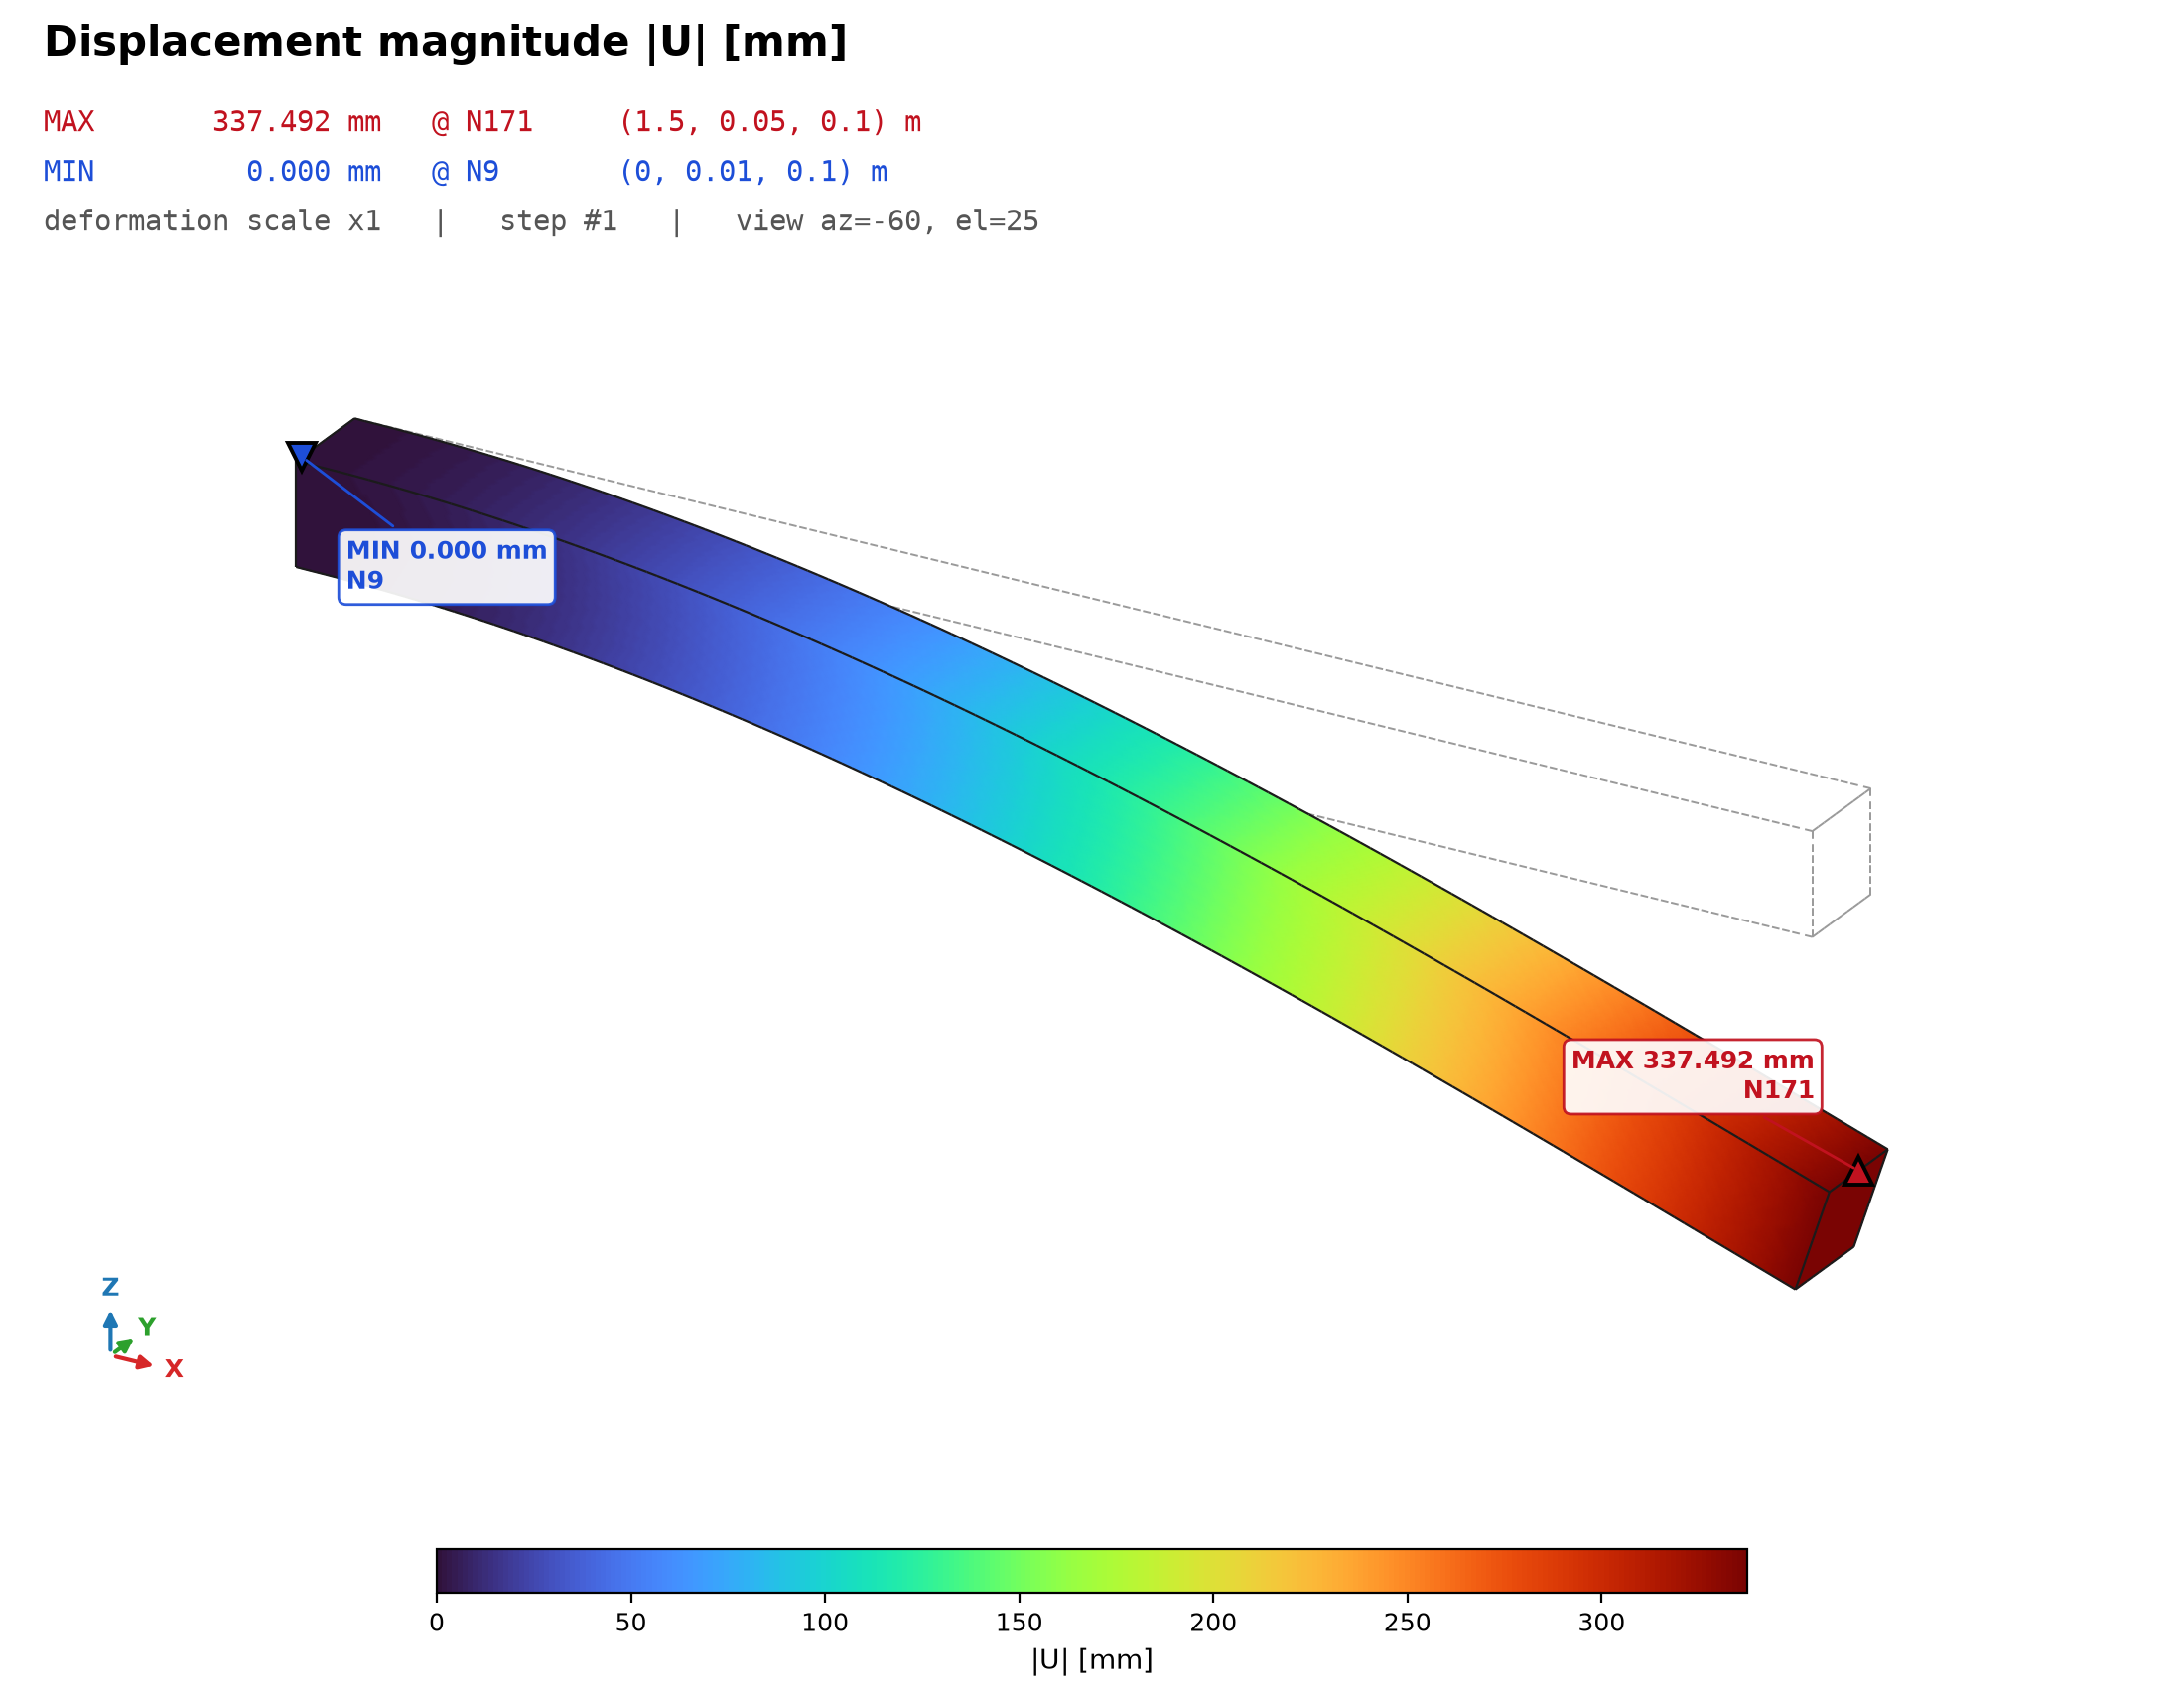 Displacement magnitude |U| [mm]
MAX 337.492 mm @ N171 (1.5, 0.05, 0.1) m
MIN 0.000 mm @ N9 (0, 0.01, 0.1) m
deformation scale x1 | step #1 | view az=-60, el=25
MIN 0.000 mm
N9
MAX 337.492 mm
N171
Z
Y
X
0 50 100 150 200 250 300
|U| [mm]